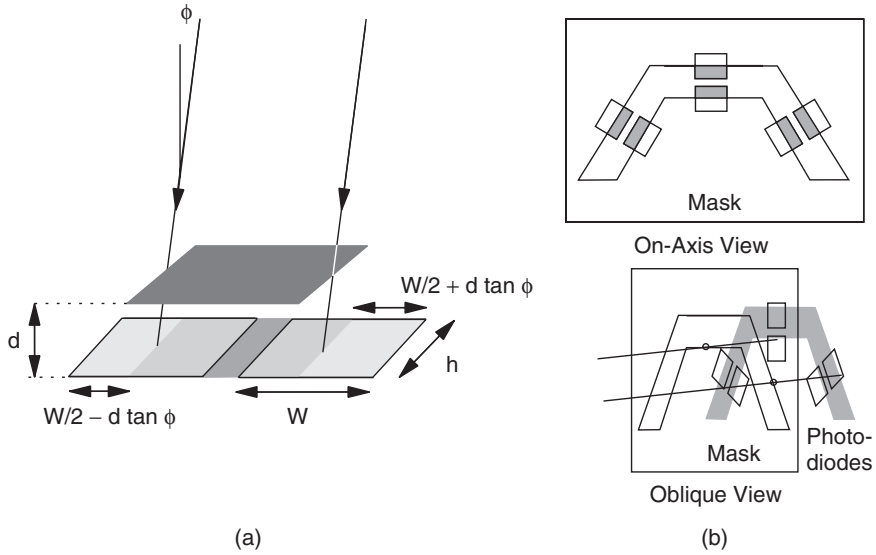 ϕ
d
W/2 − d tan ϕ
W
W/2 + d tan ϕ
h
(a)
Mask
On-Axis View
Mask
Photo-
diodes
Oblique View
(b)